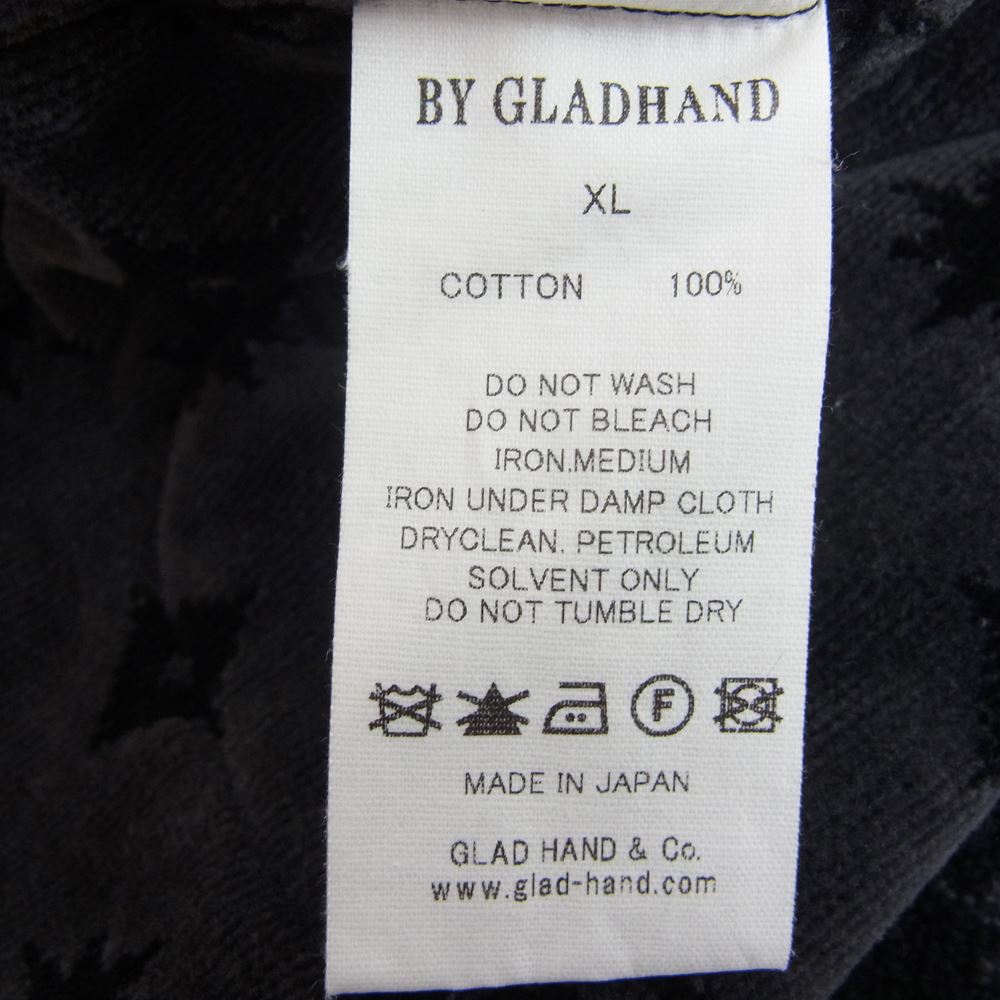 BY GLADHAND
XL
COTTON 100%
DO NOT WASH
DO NOT BLEACH
IRON.MEDIUM
IRON UNDER DAMP CLOTH
DRYCLEAN. PETROLEUM
SOLVENT ONLY
DO NOT TUMBLE DRY
F
MADE IN JAPAN
GLAD HAND & Co.
www.glad-hand.com